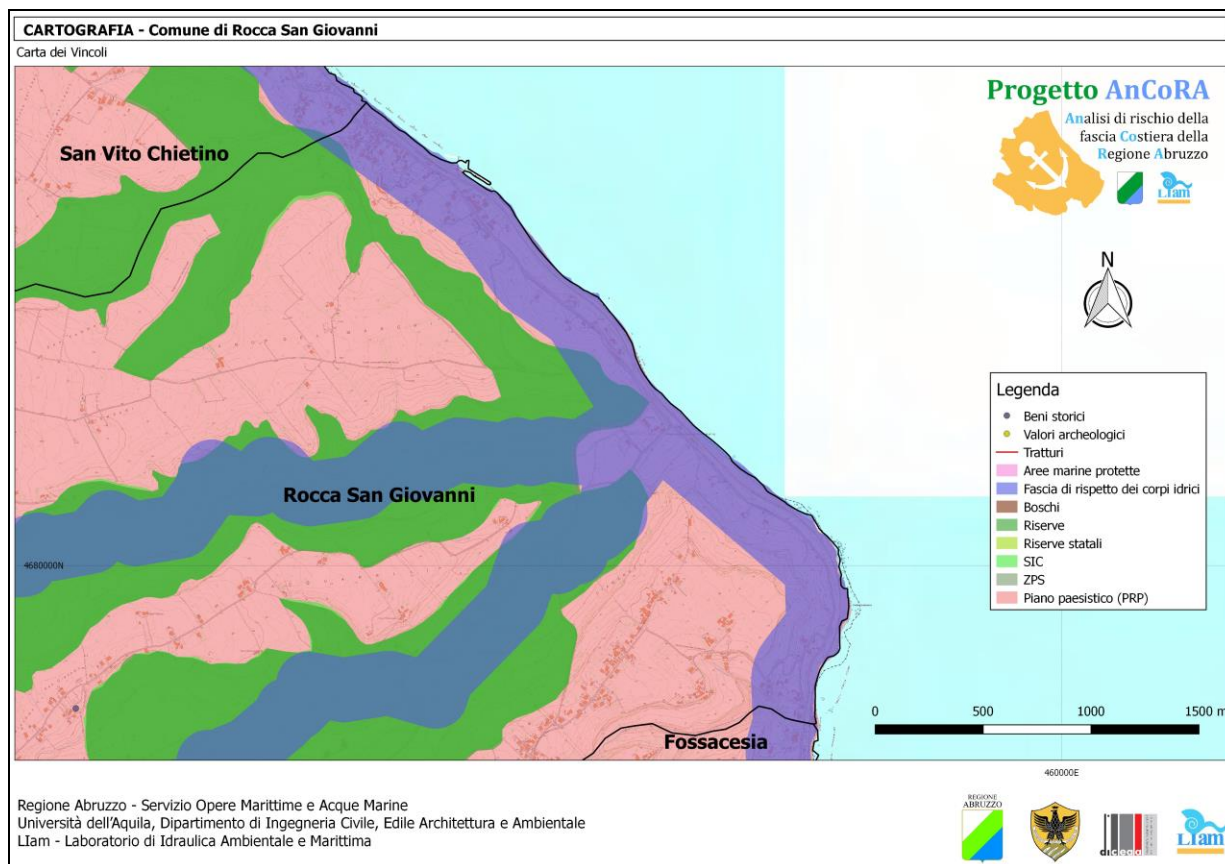 CARTOGRAFIA - Comune di Rocca San Giovanni
Carta dei Vincoli
Progetto AnCoRA
Analisi di rischio della
fascia Costiera della
Regione Abruzzo
LIam
San Vito Chietino
N
Legenda
Beni storici
Valori archeologici
Tratturi
Aree marine protette
Fascia di rispetto dei corpi idrici
Boschi
Riserve
Riserve statali
SIC
ZPS
Piano paesistico (PRP)
Rocca San Giovanni
4680000N
0 500 1000 1500 m
Fossacesia
460000E
Regione Abruzzo - Servizio Opere Marittime e Acque Marine
Università dell'Aquila, Dipartimento di Ingegneria Civile, Edile Architettura e Ambientale
LIam - Laboratorio di Idraulica Ambientale e Marittima
REGIONE
ABRUZZO
LIam